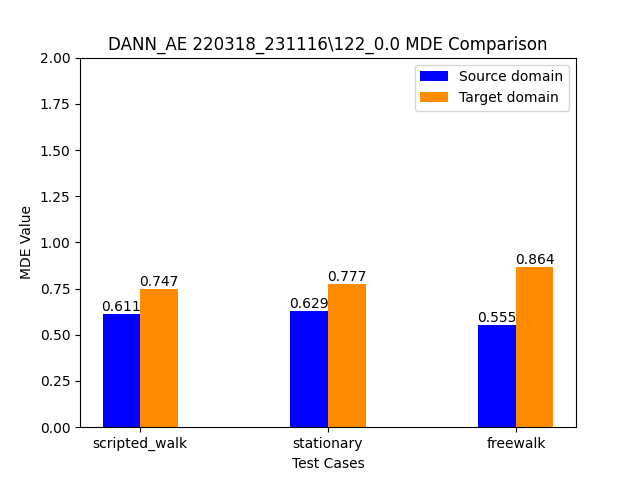 DANN_AE 220318_231116\122_0.0 MDE Comparison
2.00
1.75
1.50
1.25
1.00
0.75
0.50
0.25
0.00
MDE Value
Source domain
Target domain
0.611
0.747
0.629
0.777
0.555
0.864
scripted_walk
stationary
freewalk
Test Cases